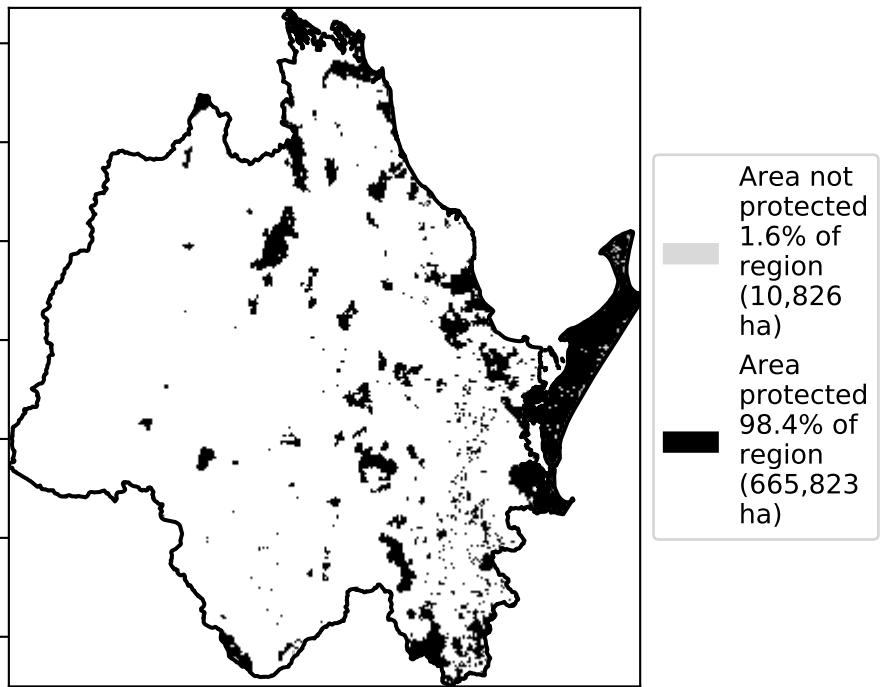 Area not
protected
1.6% of
region
(10,826
ha)
Area
protected
98.4% of
region
(665,823
ha)